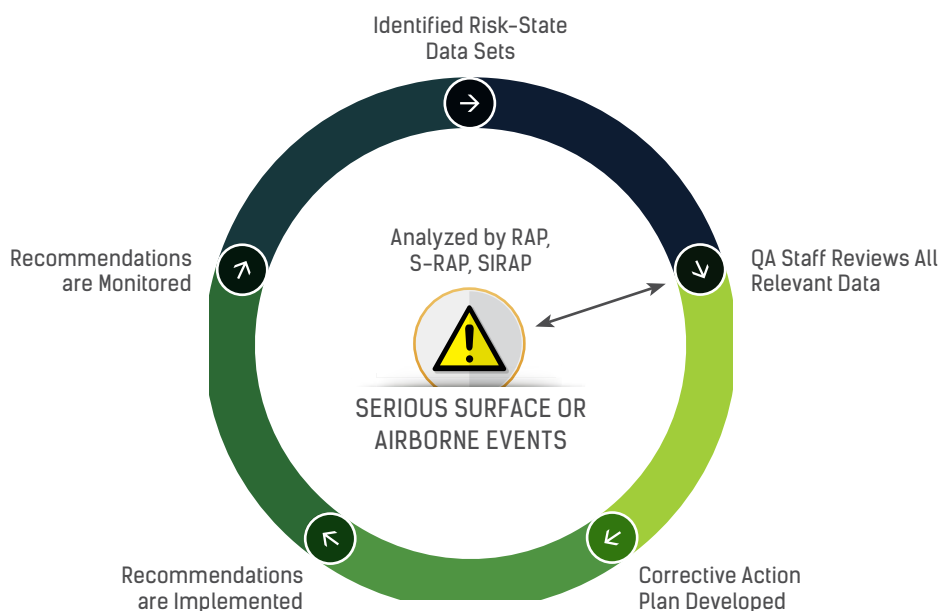 Identified Risk-State
Data Sets
Analyzed by RAP,
S-RAP, SIRAP
Recommendations
are Monitored
QA Staff Reviews All
Relevant Data
SERIOUS SURFACE OR
AIRBORNE EVENTS
Recommendations
are Implemented
Corrective Action
Plan Developed